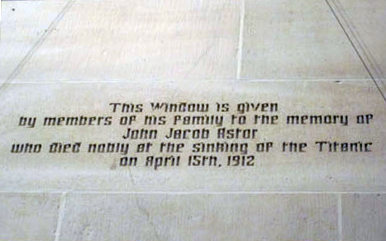 This Window is given
by members of his family to the memory of
John Jacob Astor
who died nobly at the sinking of the Titanic
on April 15th, 1912